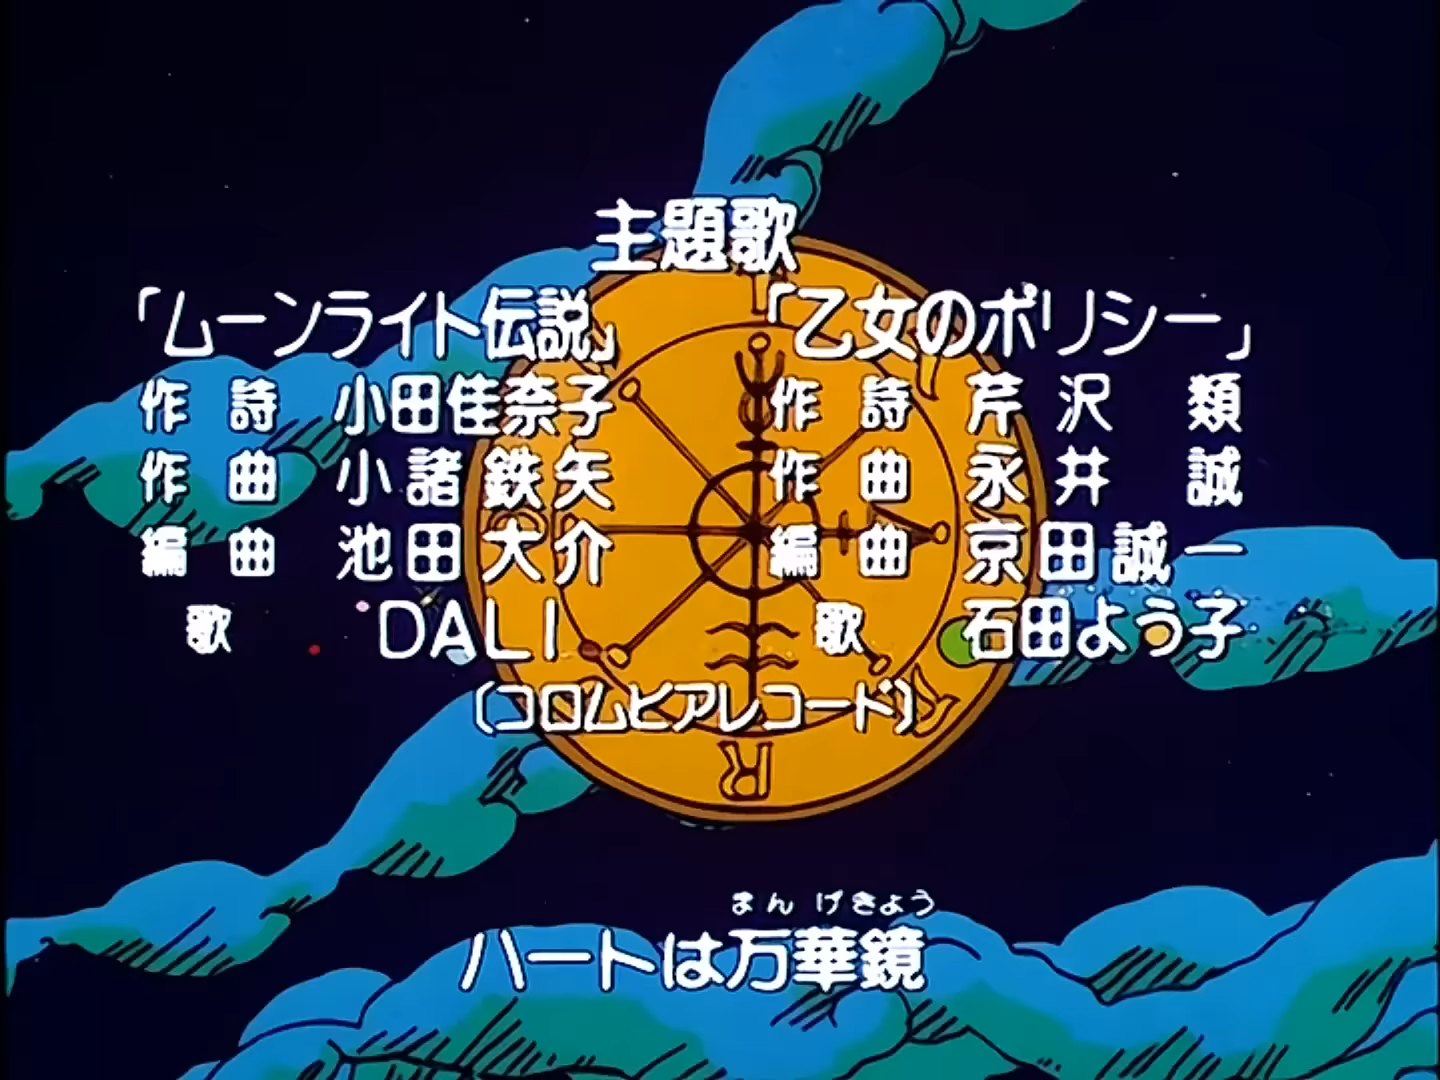 主題歌
「ムーンライト伝説」 「乙女のポリシー」
作詩 小田佳奈子 作詩 芹沢類
作曲 小諸鉄矢 作曲 永井誠
編曲 池田大介 編曲 京田誠一
歌 DALI 歌 石田よう子
(コロムビアレコード)
まんげきょう
ハートは万華鏡
R